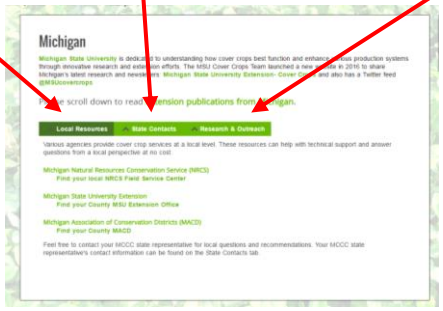 Michigan
Michigan State University is dedicated to understanding how cover crops best function and enhance various production systems
through innovative research and extension efforts. The MSU Cover Crops Team launched a new website in 2016 to share
Michigan's latest research and newsletters. Michigan State University Extension- Cover Crops and also has a Twitter feed
@MSUcovercrops
scroll down to read extension publications from Michigan.
Local Resources State Contacts Research & Outreach
Various agencies provide cover crop services at a local level. These resources can help with technical support and answer
questions from a local perspective at no cost.
Michigan Natural Resources Conservation Service (NRCS)
Find your local NRCS Field Service Center
Michigan State University Extension
Find your County MSU Extension Office
Michigan Association of Conservation Districts (MACD)
Find your County MACD
Feel free to contact your MCCC state representative for local questions and recommendations. Your MCCC state
representative's contact information can be found on the State Contacts tab.